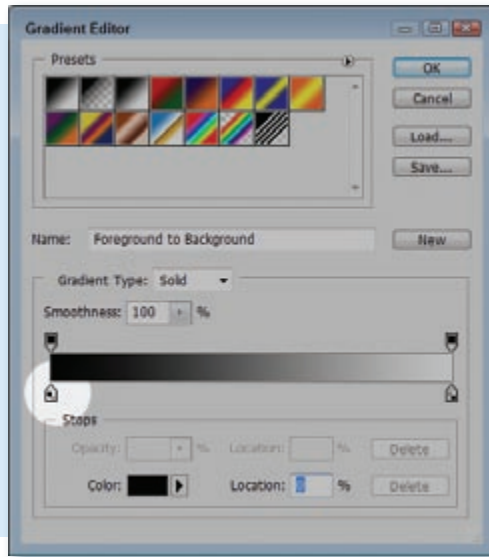 Gradient Editor
Presets
OK
Cancel
Load...
Save...
Name: Foreground to Background
New
Gradient Type: Solid
Smoothness: 100 %
Stops
Opacity: % Location: % Delete
Color: Location: 0 % Delete